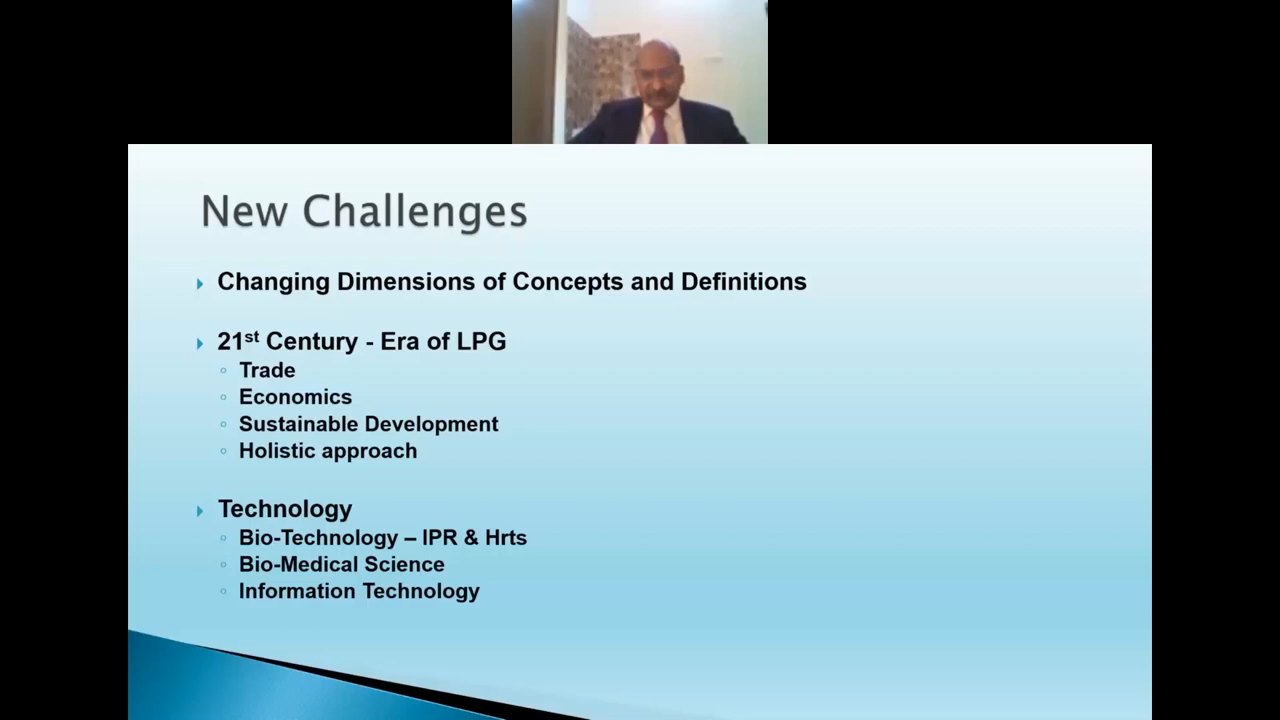 New Challenges
Changing Dimensions of Concepts and Definitions
21st Century - Era of LPG
Trade
Economics
Sustainable Development
Holistic approach
Technology
Bio-Technology – IPR & Hrts
Bio-Medical Science
Information Technology